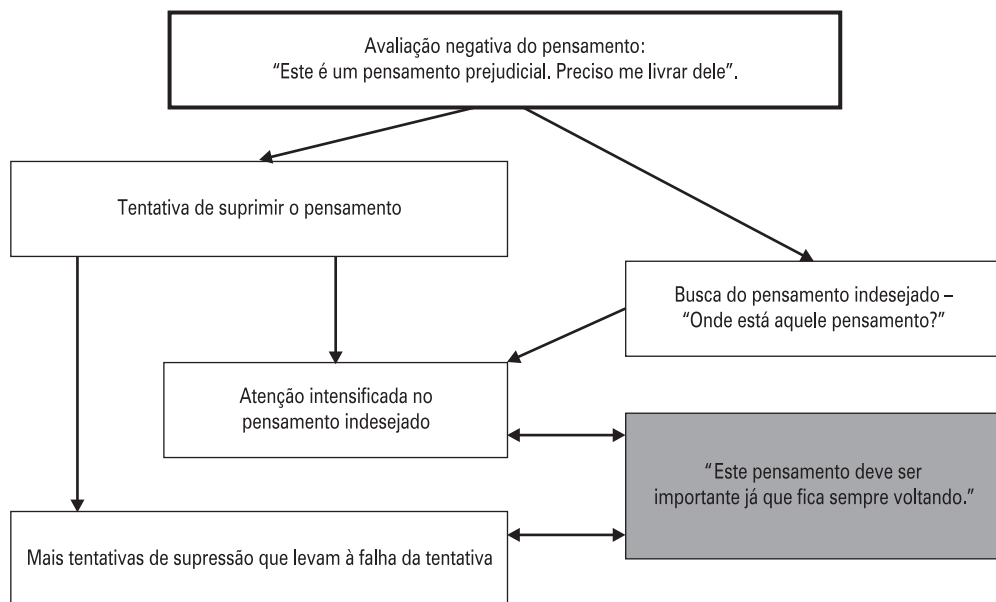 Avaliação negativa do pensamento:
“Este é um pensamento prejudicial. Preciso me livrar dele”.
Tentativa de suprimir o pensamento
Busca do pensamento indesejado –
“Onde está aquele pensamento?”
Atenção intensificada no
pensamento indesejado
“Este pensamento deve ser
importante já que fica sempre voltando.”
Mais tentativas de supressão que levam à falha da tentativa